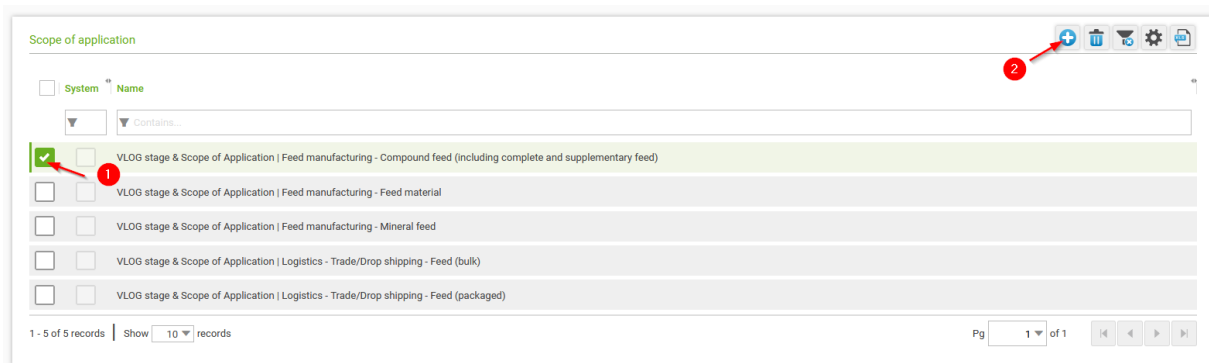 Scope of application
2
System Name
Contains...
VLOG stage & Scope of Application | Feed manufacturing - Compound feed (including complete and supplementary feed)
1
VLOG stage & Scope of Application | Feed manufacturing - Feed material
VLOG stage & Scope of Application | Feed manufacturing - Mineral feed
VLOG stage & Scope of Application | Logistics - Trade/Drop shipping - Feed (bulk)
VLOG stage & Scope of Application | Logistics - Trade/Drop shipping - Feed (packaged)
1 - 5 of 5 records | Show 10 records Pg 1 of 1